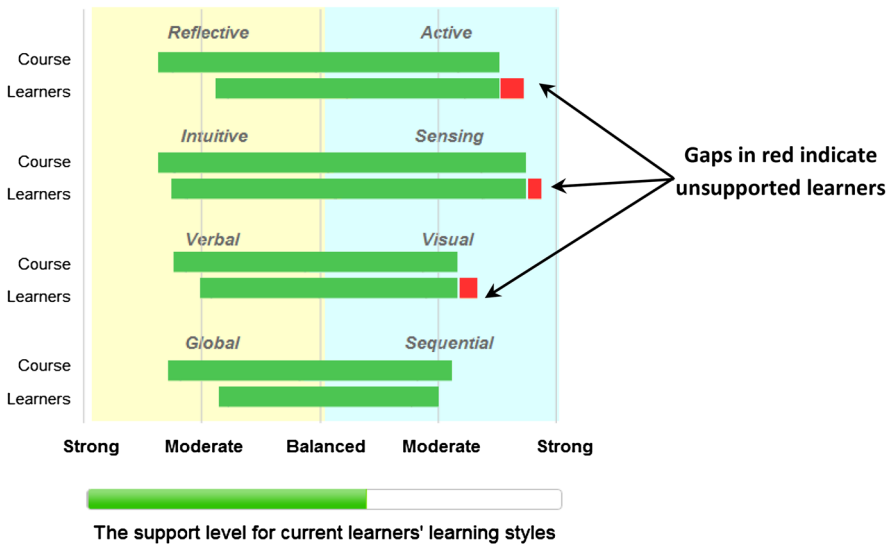 Reflective Active
Course
Learners
Intuitive Sensing
Course
Learners
Gaps in red indicate
unsupported learners
Verbal Visual
Course
Learners
Global Sequential
Course
Learners
Strong Moderate Balanced Moderate Strong
The support level for current learners' learning styles